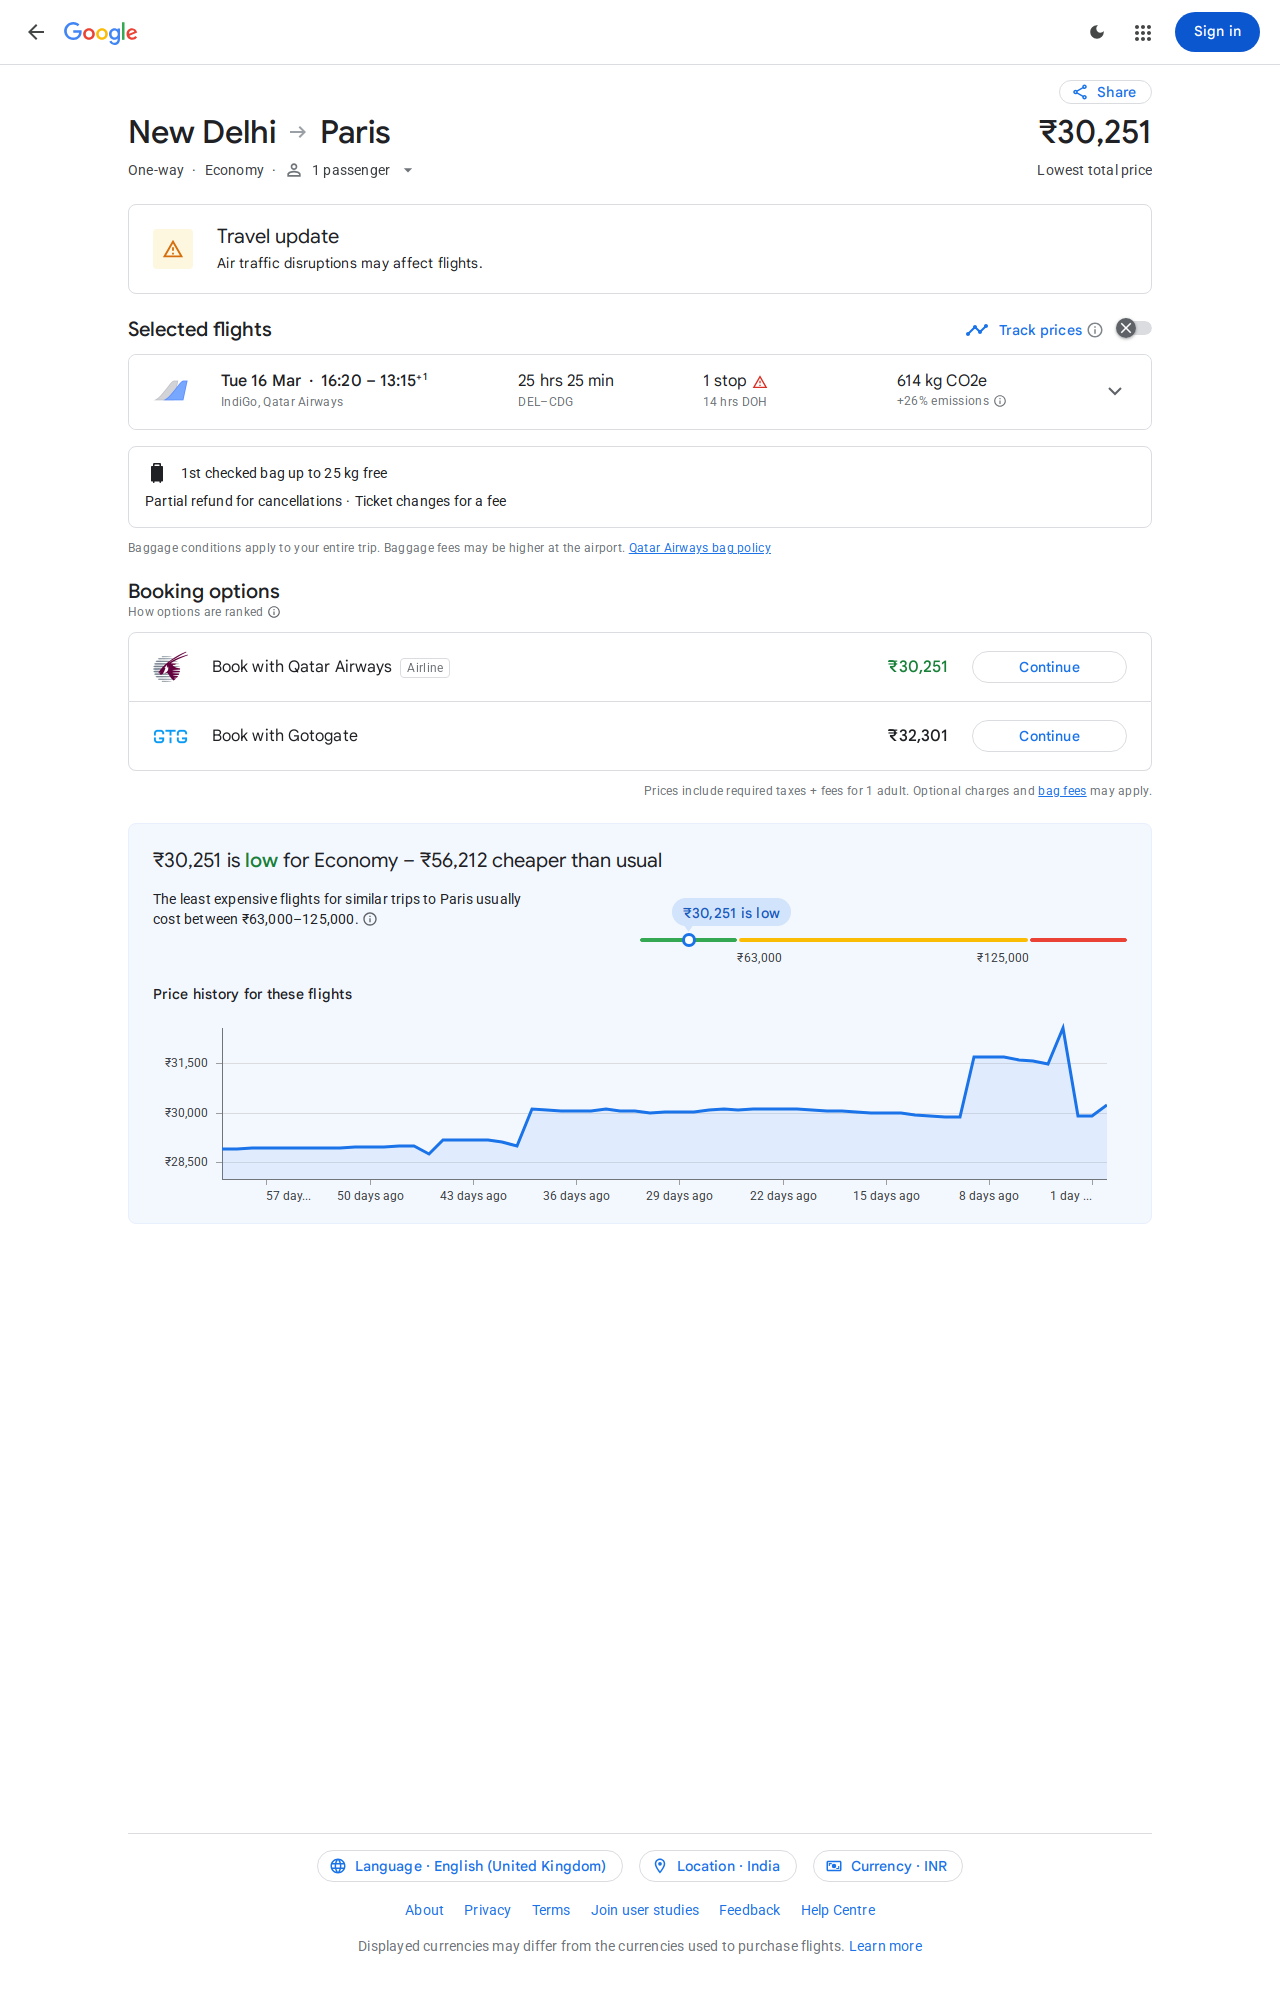 Google
Sign in
Share
New Delhi → Paris
₹30,251
One-way · Economy · 1 passenger
Lowest total price
Travel update
Air traffic disruptions may affect flights.
Selected flights
Track prices
Tue 16 Mar · 16:20 – 13:15+1
25 hrs 25 min
1 stop
614 kg CO2e
IndiGo, Qatar Airways
DEL–CDG
14 hrs DOH
+26% emissions
1st checked bag up to 25 kg free
Partial refund for cancellations · Ticket changes for a fee
Baggage conditions apply to your entire trip. Baggage fees may be higher at the airport. Qatar Airways bag policy
Booking options
How options are ranked
Book with Qatar Airways Airline ₹30,251 Continue
GTG Book with Gotogate ₹32,301 Continue
Prices include required taxes + fees for 1 adult. Optional charges and bag fees may apply.
₹30,251 is low for Economy – ₹56,212 cheaper than usual
The least expensive flights for similar trips to Paris usually
cost between ₹63,000–125,000.
₹30,251 is low
₹63,000 ₹125,000
Price history for these flights
₹31,500
₹30,000
₹28,500
57 day... 50 days ago 43 days ago 36 days ago 29 days ago 22 days ago 15 days ago 8 days ago 1 day ...
Language · English (United Kingdom) Location · India Currency · INR
About Privacy Terms Join user studies Feedback Help Centre
Displayed currencies may differ from the currencies used to purchase flights. Learn more